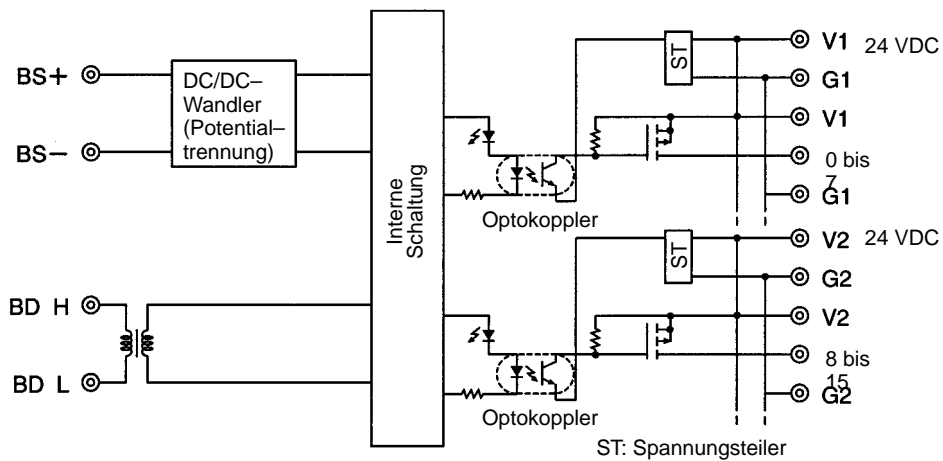 BS+
BS−
DC/DC–
Wandler
(Potential–
trennung)
BD H
BD L
Interne
Schaltung
Optokoppler
ST
V1 24 VDC
G1
V1
0 bis
7
G1
Optokoppler
ST
V2 24 VDC
G2
V2
8 bis
15
G2
ST: Spannungsteiler